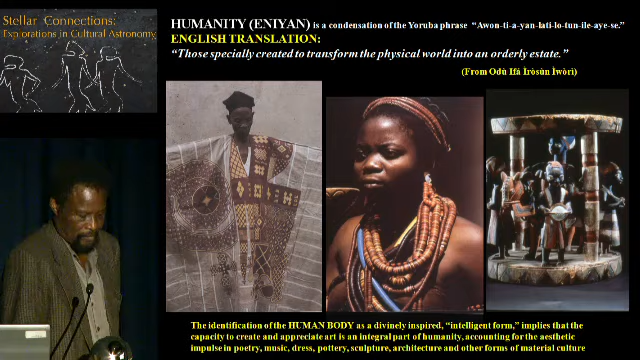 Stellar Connections:
Explorations in Cultural Astronomy
HUMANITY (ENIYAN) is a condensation of the Yoruba phrase "Awon-ti-a-yan-lati-lo-tun-ile-aye-se."
ENGLISH TRANSLATION:
"Those specially created to transform the physical world into an orderly estate."
(From Odù Ifá Ìròsùn Ìwòrì)
The identification of the HUMAN BODY as a divinely inspired, "intelligent form," implies that the
capacity to create and appreciate art is an integral part of humanity, accounting for the aesthetic
impulse in poetry, music, dress, pottery, sculpture, architecture and other forms of material culture